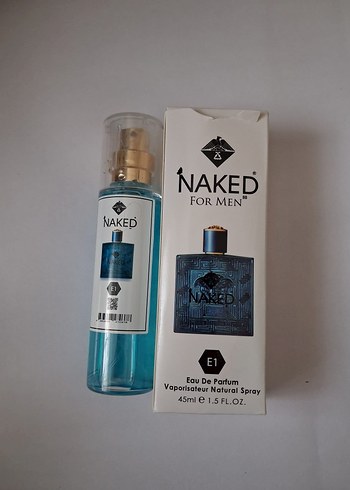 NAKED
E1
NAKED®
FOR MEN
NAKED
E1
Eau De Parfum
Vaporisateur Natural Spray
45ml e 1.5 FL.OZ.